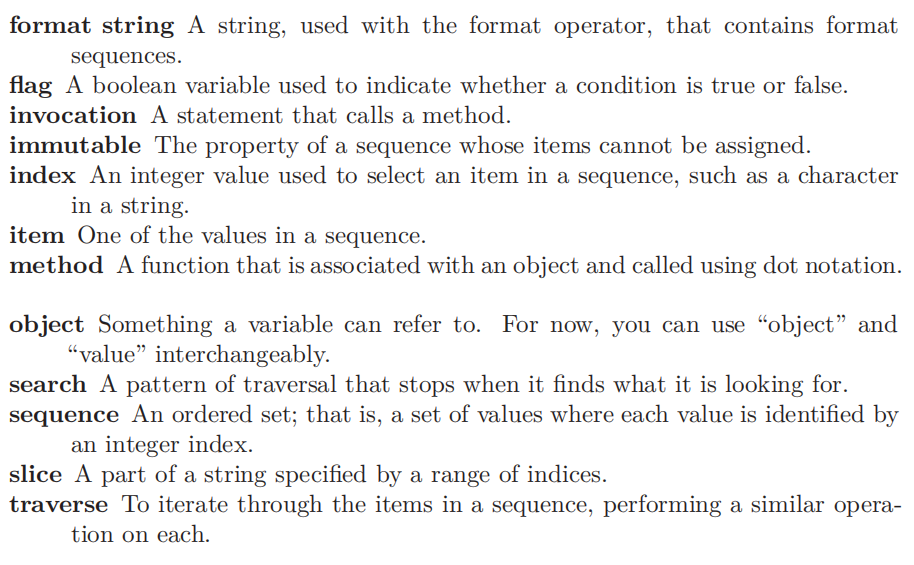 format string A string, used with the format operator, that contains format
sequences.
flag A boolean variable used to indicate whether a condition is true or false.
invocation A statement that calls a method.
immutable The property of a sequence whose items cannot be assigned.
index An integer value used to select an item in a sequence, such as a character
in a string.
item One of the values in a sequence.
method A function that is associated with an object and called using dot notation.
object Something a variable can refer to. For now, you can use “object” and
“value” interchangeably.
search A pattern of traversal that stops when it finds what it is looking for.
sequence An ordered set; that is, a set of values where each value is identified by
an integer index.
slice A part of a string specified by a range of indices.
traverse To iterate through the items in a sequence, performing a similar opera-
tion on each.